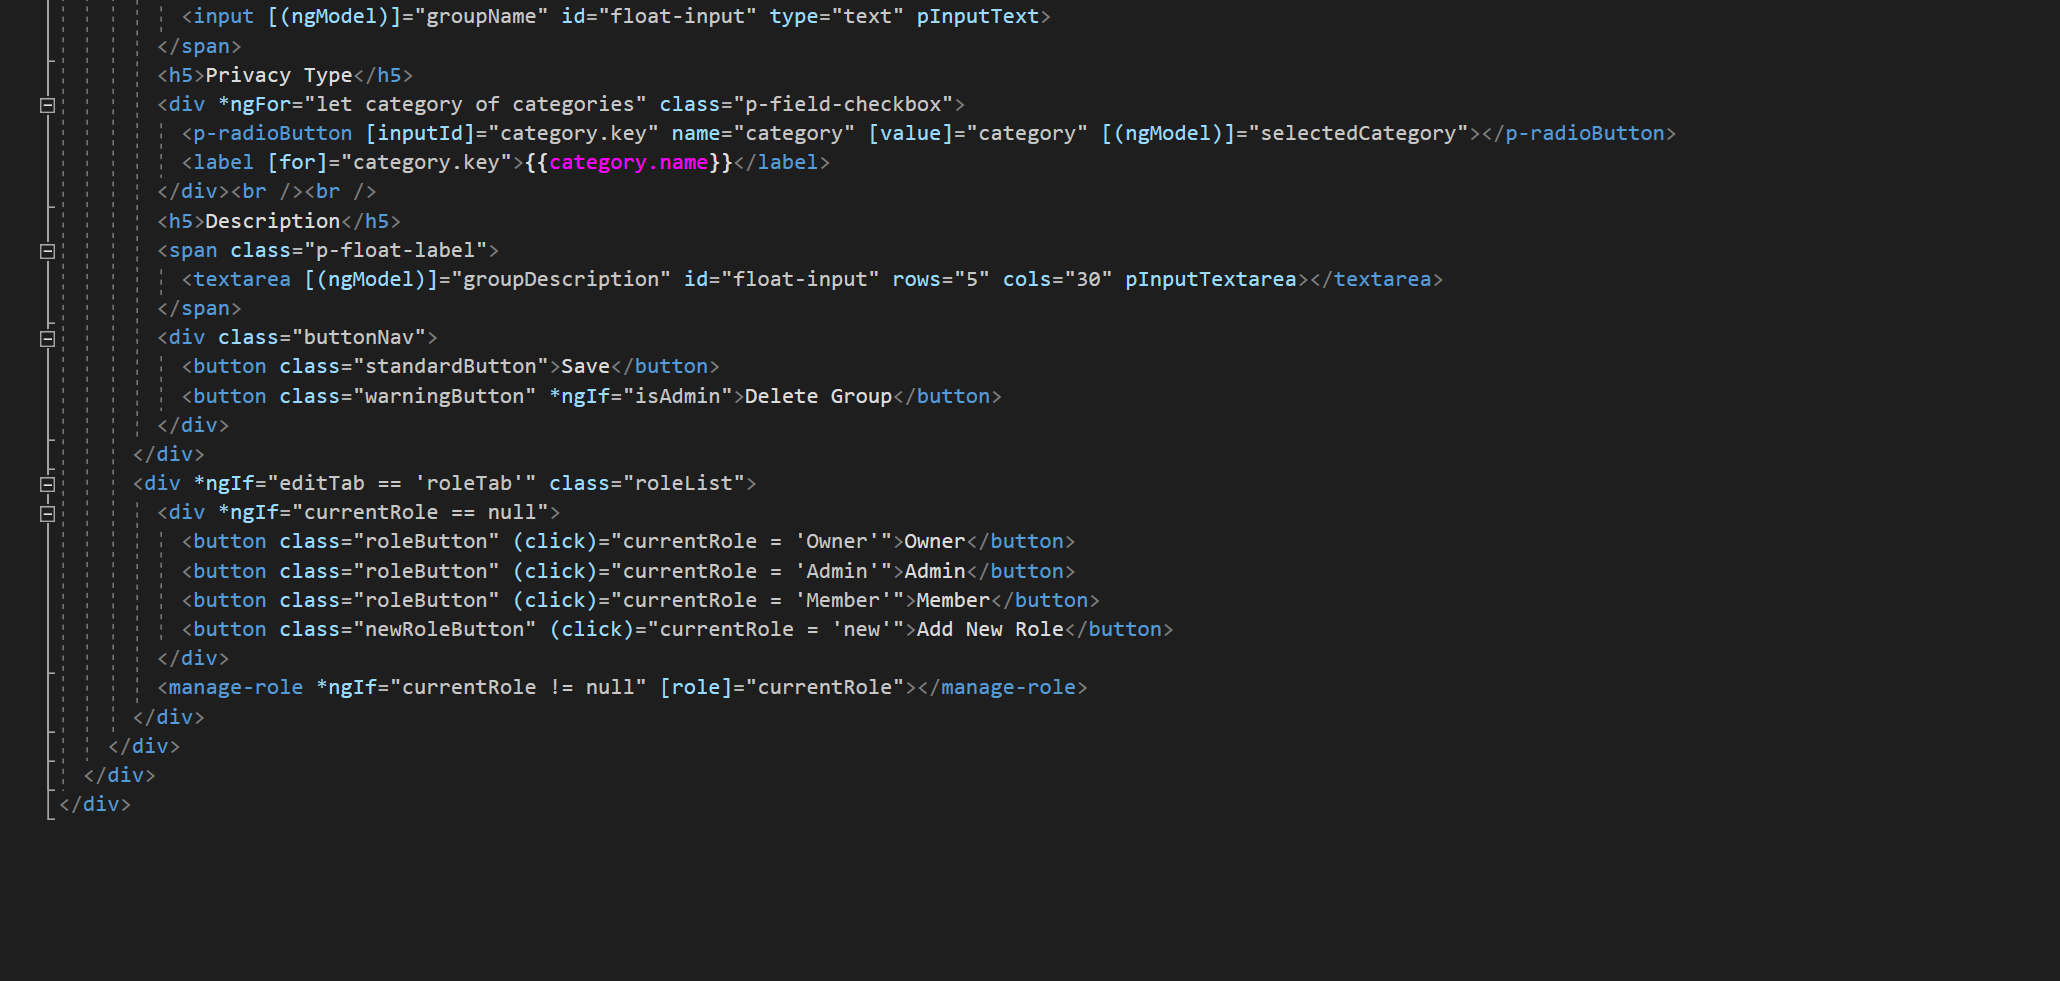 <input [(ngModel)]="groupName" id="float-input" type="text" pInputText>
</span>
<h5>Privacy Type</h5>
<div *ngFor="let category of categories" class="p-field-checkbox">
<p-radioButton [inputId]="category.key" name="category" [value]="category" [(ngModel)]="selectedCategory"></p-radioButton>
<label [for]="category.key">{{category.name}}</label>
</div><br /><br />
<h5>Description</h5>
<span class="p-float-label">
<textarea [(ngModel)]="groupDescription" id="float-input" rows="5" cols="30" pInputTextarea></textarea>
</span>
<div class="buttonNav">
<button class="standardButton">Save</button>
<button class="warningButton" *ngIf="isAdmin">Delete Group</button>
</div>
</div>
<div *ngIf="editTab == 'roleTab'" class="roleList">
<div *ngIf="currentRole == null">
<button class="roleButton" (click)="currentRole = 'Owner'">Owner</button>
<button class="roleButton" (click)="currentRole = 'Admin'">Admin</button>
<button class="roleButton" (click)="currentRole = 'Member'">Member</button>
<button class="newRoleButton" (click)="currentRole = 'new'">Add New Role</button>
</div>
<manage-role *ngIf="currentRole != null" [role]="currentRole"></manage-role>
</div>
</div>
</div>
</div>